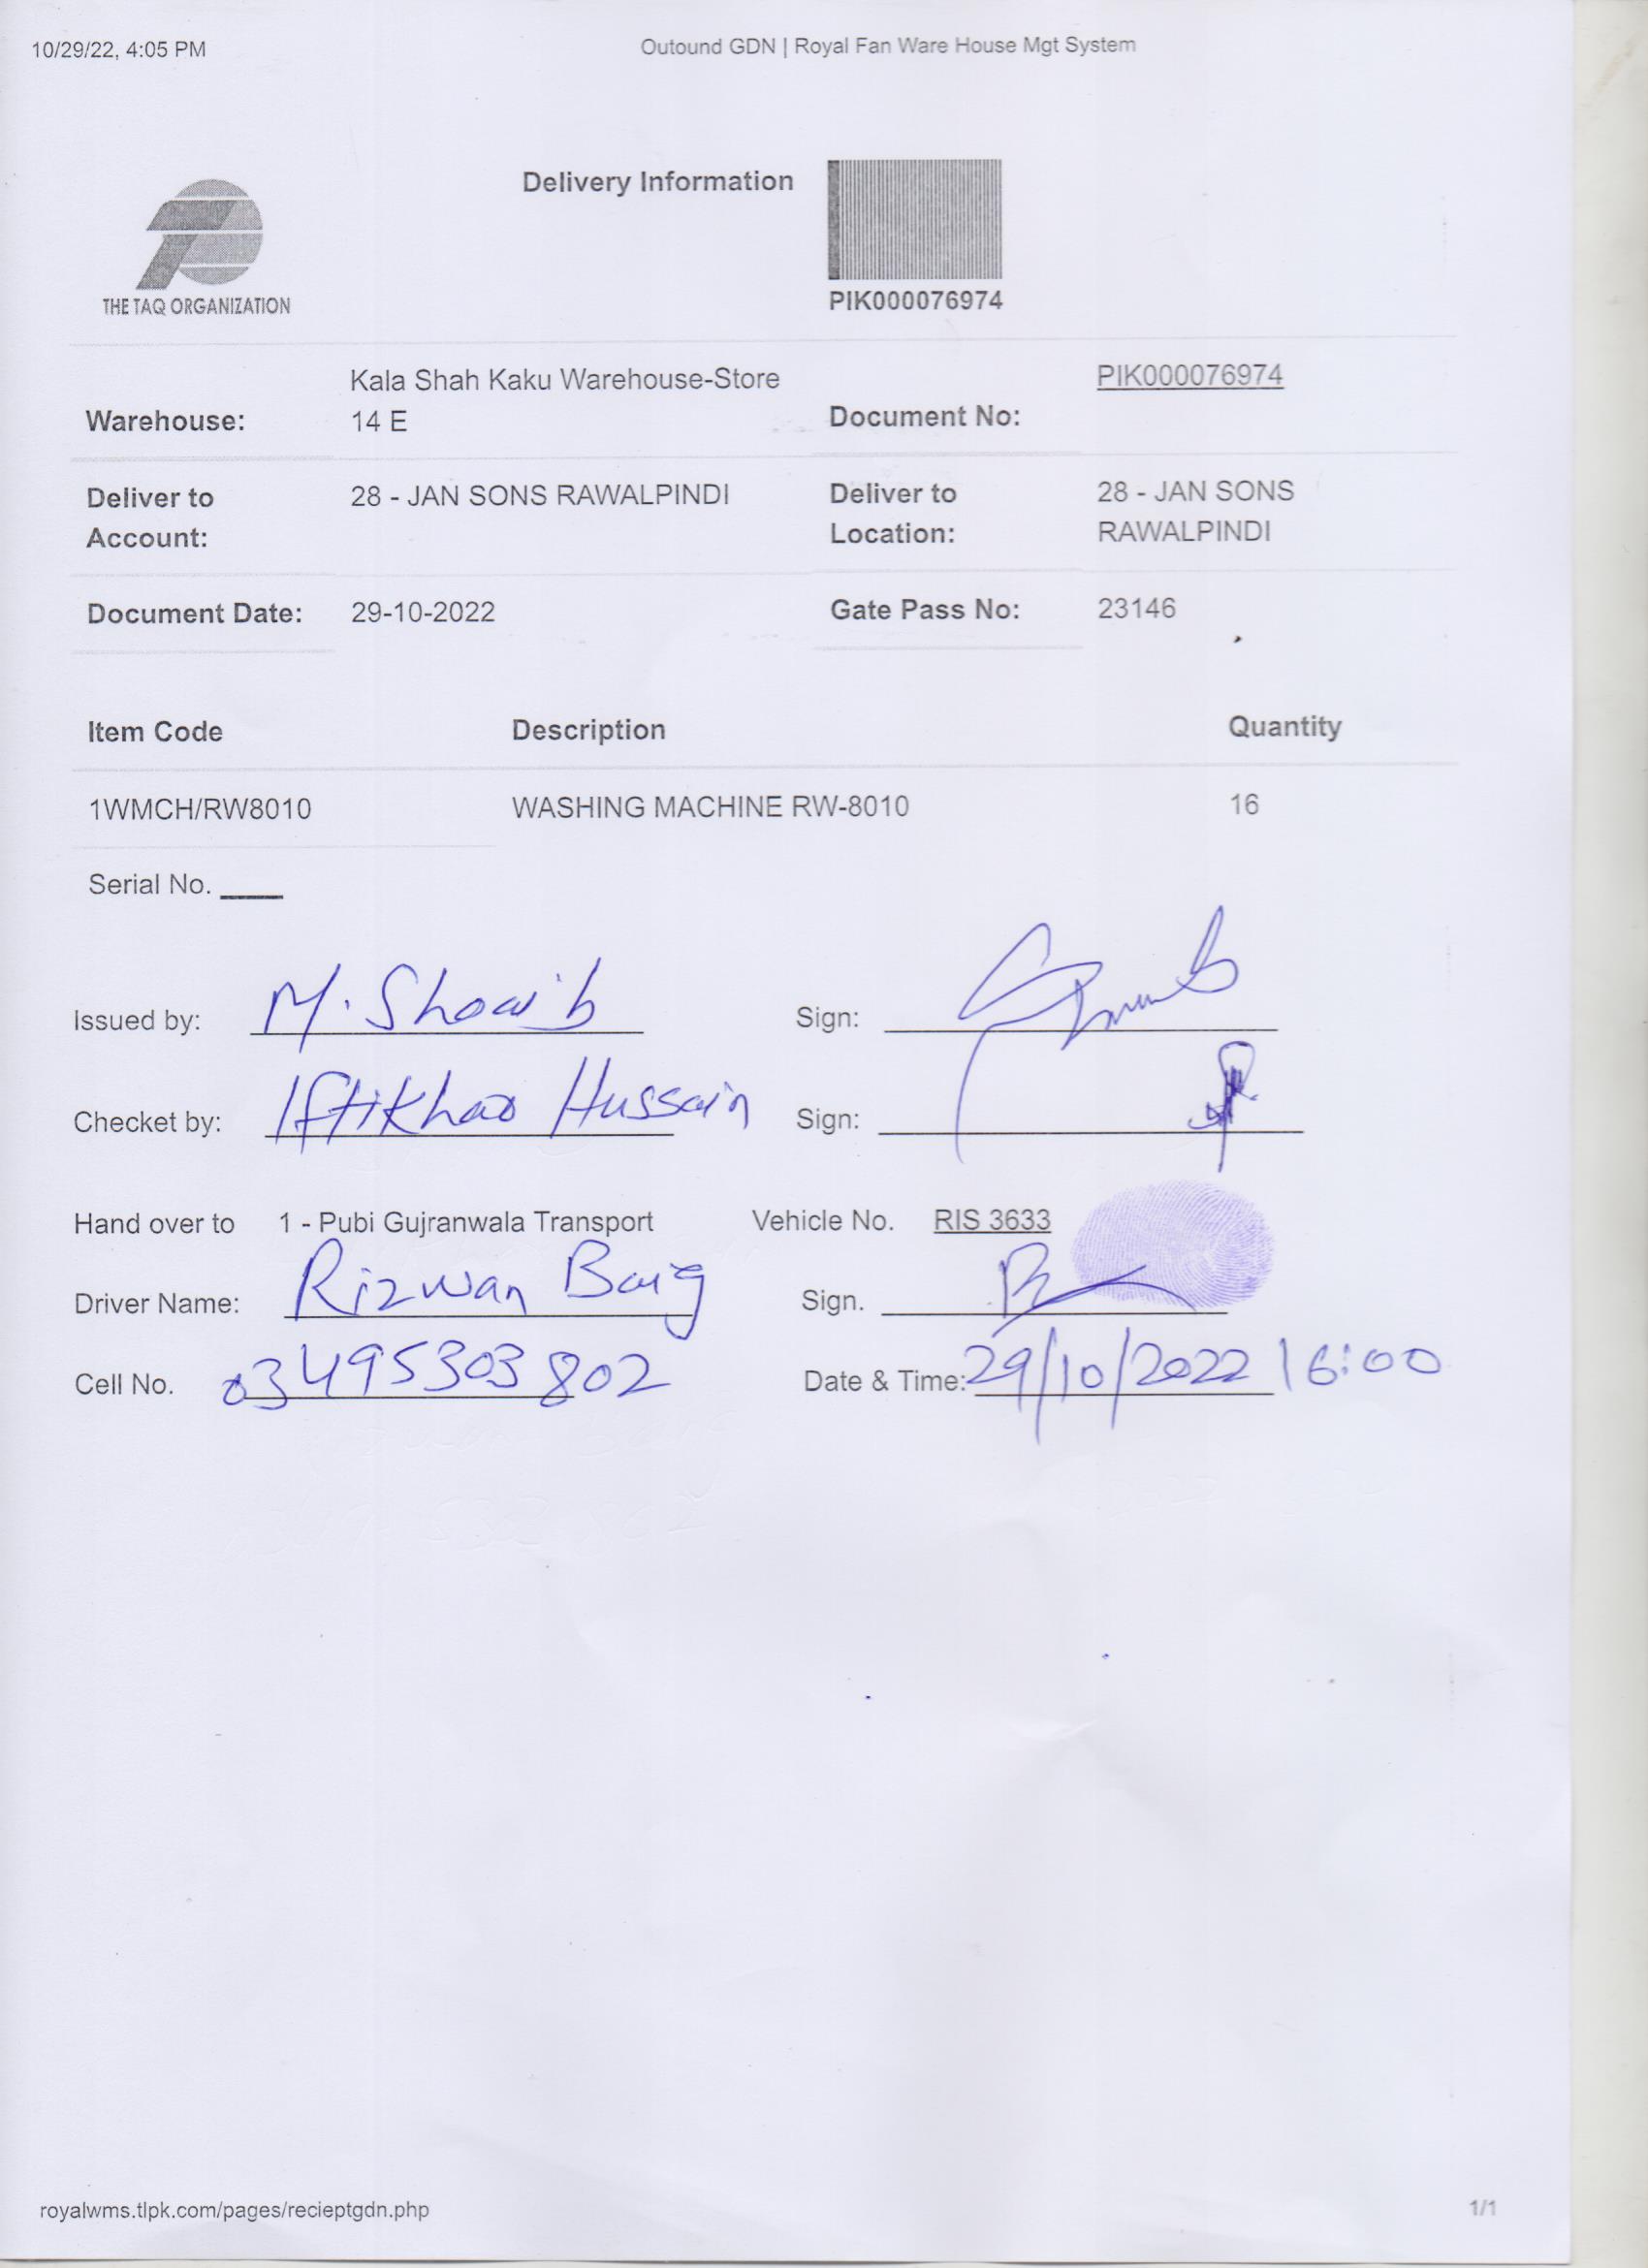 10/29/22, 4:05 PM Outound GDN | Royal Fan Ware House Mgt System
Delivery Information
THE TAQ ORGANIZATION
PIK000076974
Warehouse: Kala Shah Kaku Warehouse-Store 14 E Document No: PIK000076974
Deliver to Account: 28 - JAN SONS RAWALPINDI Deliver to Location: 28 - JAN SONS RAWALPINDI
Document Date: 29-10-2022 Gate Pass No: 23146
Item Code Description Quantity
1WMCH/RW8010 WASHING MACHINE RW-8010 16
Serial No. ____
Issued by: M. Shoaib Sign:
Checket by: Iftikhar Hussain Sign:
Hand over to 1 - Pubi Gujranwala Transport Vehicle No. RIS 3633
Driver Name: Rizwan Baig Sign.
Cell No. 03495303802 Date & Time: 29/10/2022 16:00
royalwms.tlpk.com/pages/recieptgdn.php 1/1